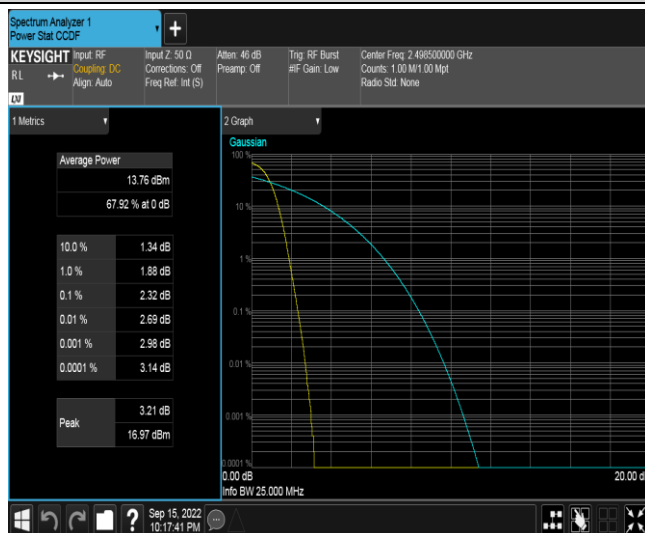 Spectrum Analyzer 1
Power Stat CCDF
KEYSIGHT
RL
LXI
Input: RF
Coupling: DC
Align: Auto
Input Z: 50 Ω
Corrections: Off
Freq Ref: Int (S)
Atten: 46 dB
Preamp: Off
Trig: RF Burst
#IF Gain: Low
Center Freq: 2.498500000 GHz
Counts: 1.00 M/1.00 Mpt
Radio Std: None
1 Metrics
Average Power
13.76 dBm
67.92 % at 0 dB
10.0 % 1.34 dB
1.0 % 1.88 dB
0.1 % 2.32 dB
0.01 % 2.69 dB
0.001 % 2.98 dB
0.0001 % 3.14 dB
Peak
3.21 dB
16.97 dBm
2 Graph
Gaussian
100 %
10 %
1 %
0.1 %
0.01 %
0.001 %
0.0001 %
0.00 dB
20.00 d
Info BW 25.000 MHz
?
Sep 15, 2022
10:17:41 PM